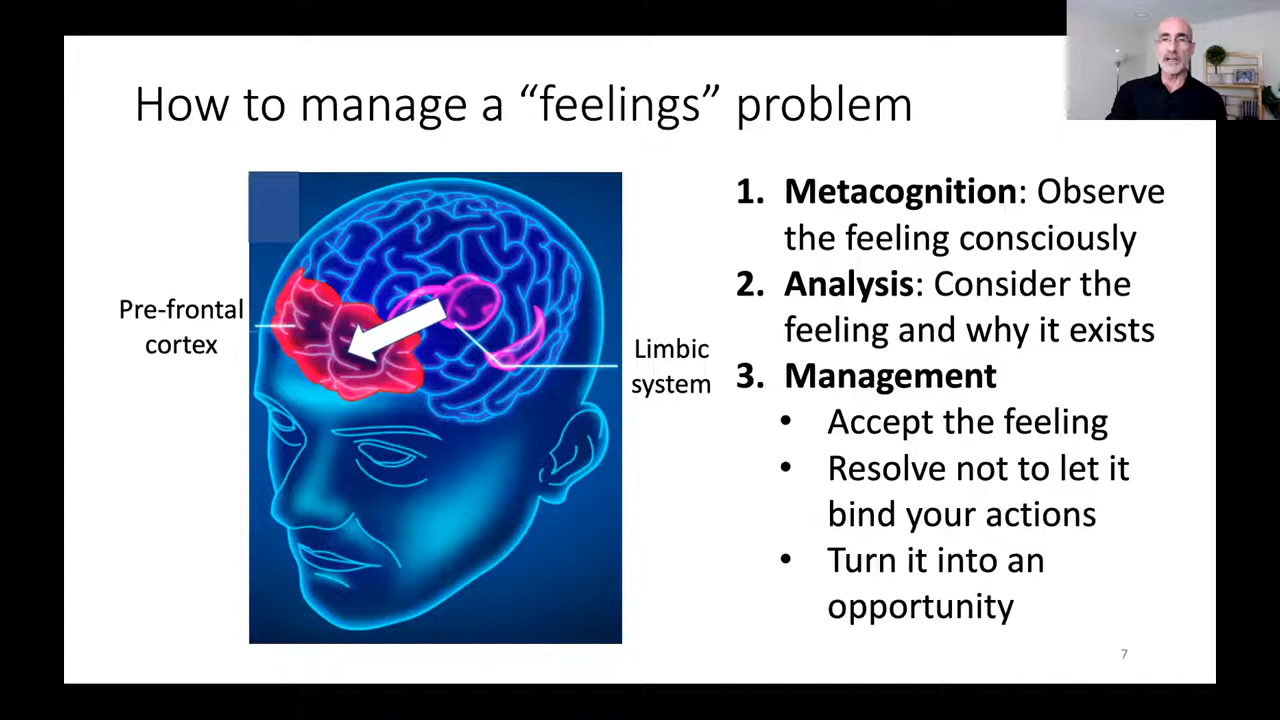 How to manage a “feelings” problem
Pre-frontal
cortex
Limbic
system
1. Metacognition: Observe
the feeling consciously
2. Analysis: Consider the
feeling and why it exists
3. Management
• Accept the feeling
• Resolve not to let it
bind your actions
• Turn it into an
opportunity
7